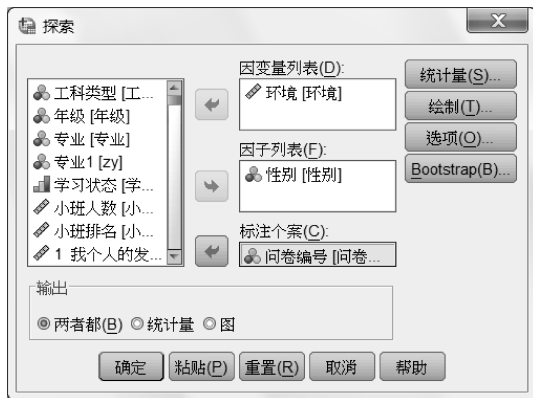 探索
工科类型 [工...
年级 [年级]
专业 [专业]
专业1 [zy]
学习状态 [学...
小班人数 [小...
小班排名 [小...
1 我个人的发...
因变量列表(D):
环境 [环境]
因子列表(F):
性别 [性别]
标注个案(C):
问卷编号 [问卷...
统计量(S)...
绘制(T)...
选项(O)...
Bootstrap(B)...
输出
两者都(B) 统计量 图
确定 粘贴(P) 重置(R) 取消 帮助